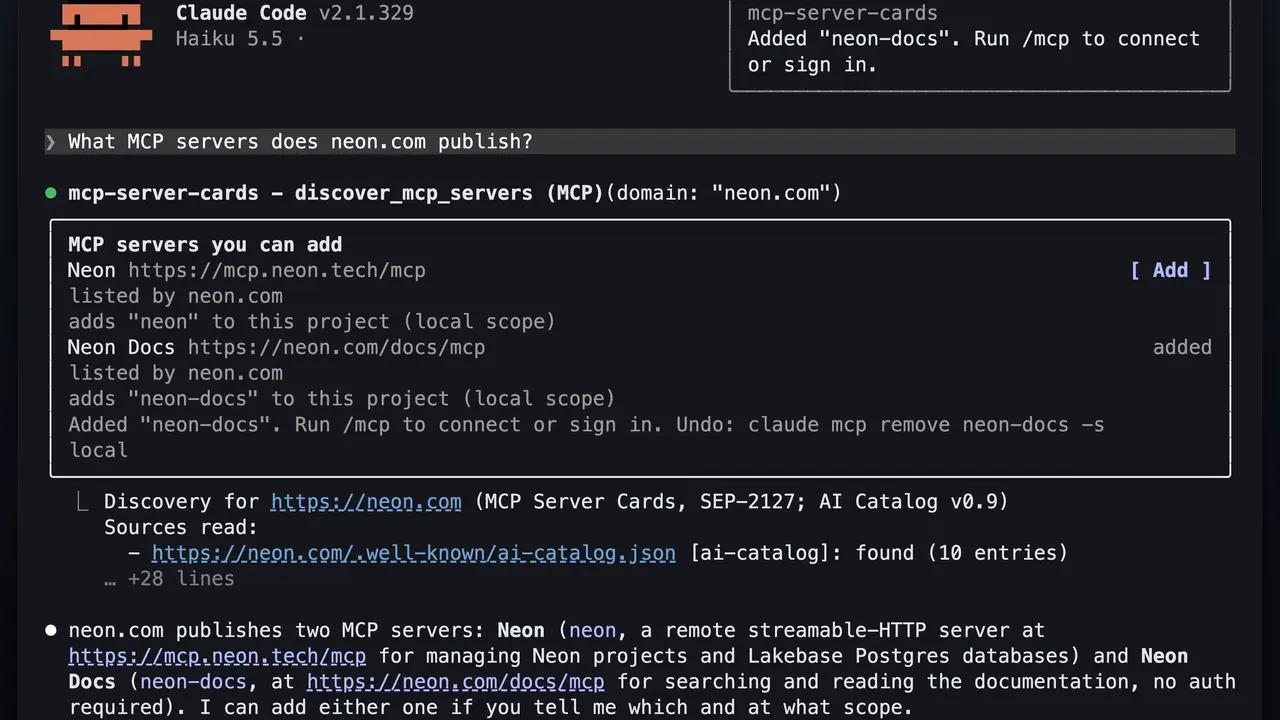 Claude Code v2.1.329
Haiku 5.5 ·
mcp-server-cards
Added "neon-docs". Run /mcp to connect
or sign in.
❯ What MCP servers does neon.com publish?
● mcp-server-cards – discover_mcp_servers (MCP)(domain: "neon.com")
MCP servers you can add
Neon https://mcp.neon.tech/mcp [ Add ]
listed by neon.com
adds "neon" to this project (local scope)
Neon Docs https://neon.com/docs/mcp added
listed by neon.com
adds "neon-docs" to this project (local scope)
Added "neon-docs". Run /mcp to connect or sign in. Undo: claude mcp remove neon-docs –s
local
Discovery for https://neon.com (MCP Server Cards, SEP-2127; AI Catalog v0.9)
Sources read:
– https://neon.com/.well-known/ai-catalog.json [ai-catalog]: found (10 entries)
… +28 lines
● neon.com publishes two MCP servers: Neon (neon, a remote streamable-HTTP server at
https://mcp.neon.tech/mcp for managing Neon projects and Lakebase Postgres databases) and Neon
Docs (neon-docs, at https://neon.com/docs/mcp for searching and reading the documentation, no auth
required). I can add either one if you tell me which and at what scope.